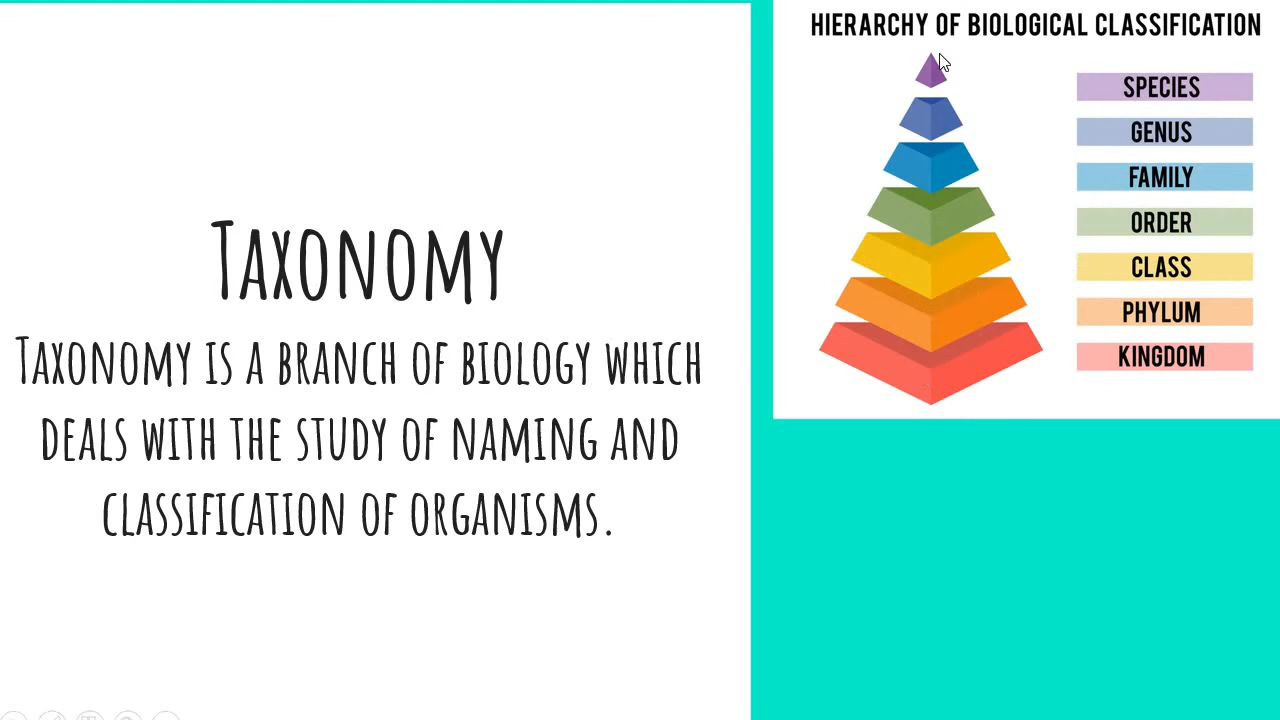 Taxonomy
Taxonomy is a branch of biology which
deals with the study of naming and
classification of organisms.
HIERARCHY OF BIOLOGICAL CLASSIFICATION
SPECIES
GENUS
FAMILY
ORDER
CLASS
PHYLUM
KINGDOM